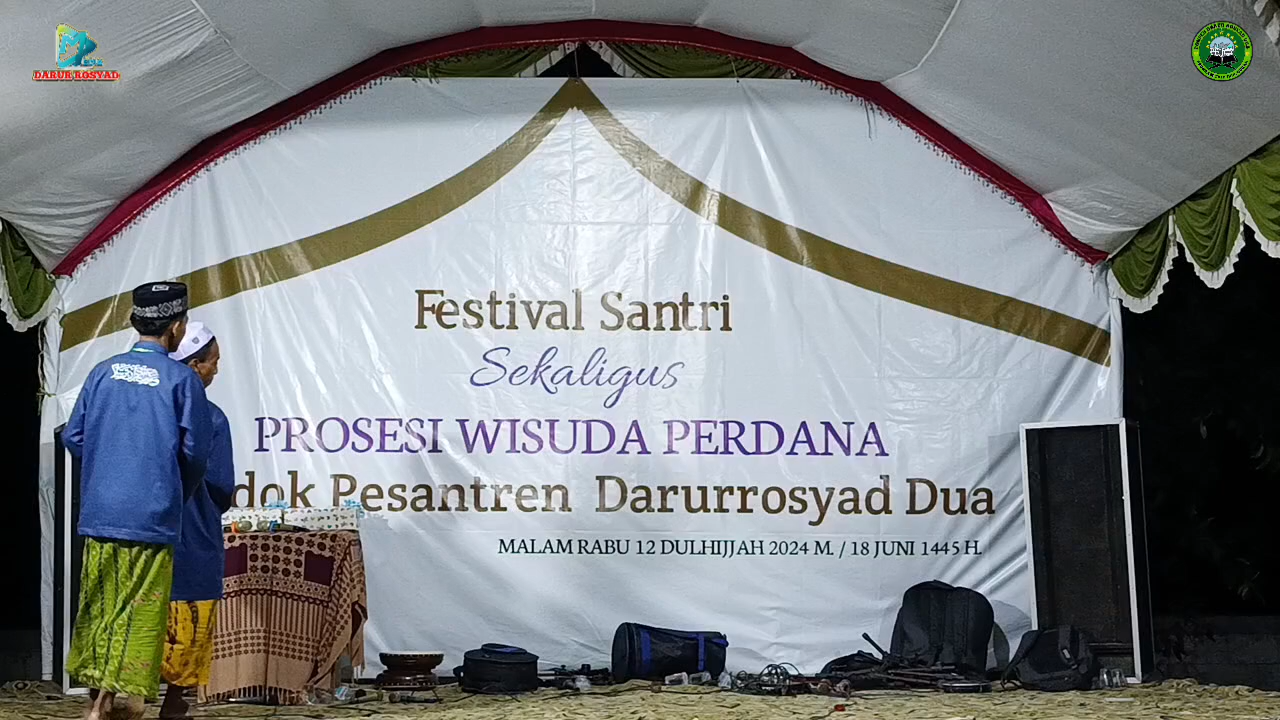 DARUR ROSYAD
Festival Santri
Sekaligus
PROSESI WISUDA PERDANA
dok Pesantren Darurrosyad Dua
MALAM RABU 12 DULHIJJAH 2024 M. / 18 JUNI 1445 H.